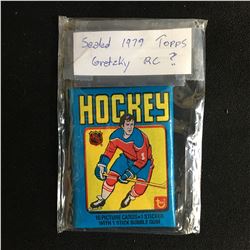 Sealed 1979 TOPPS
Gretzky RC ?
HOCKEY
10 PICTURE CARDS • 1 STICKER
WITH 1 STICK BUBBLE GUM